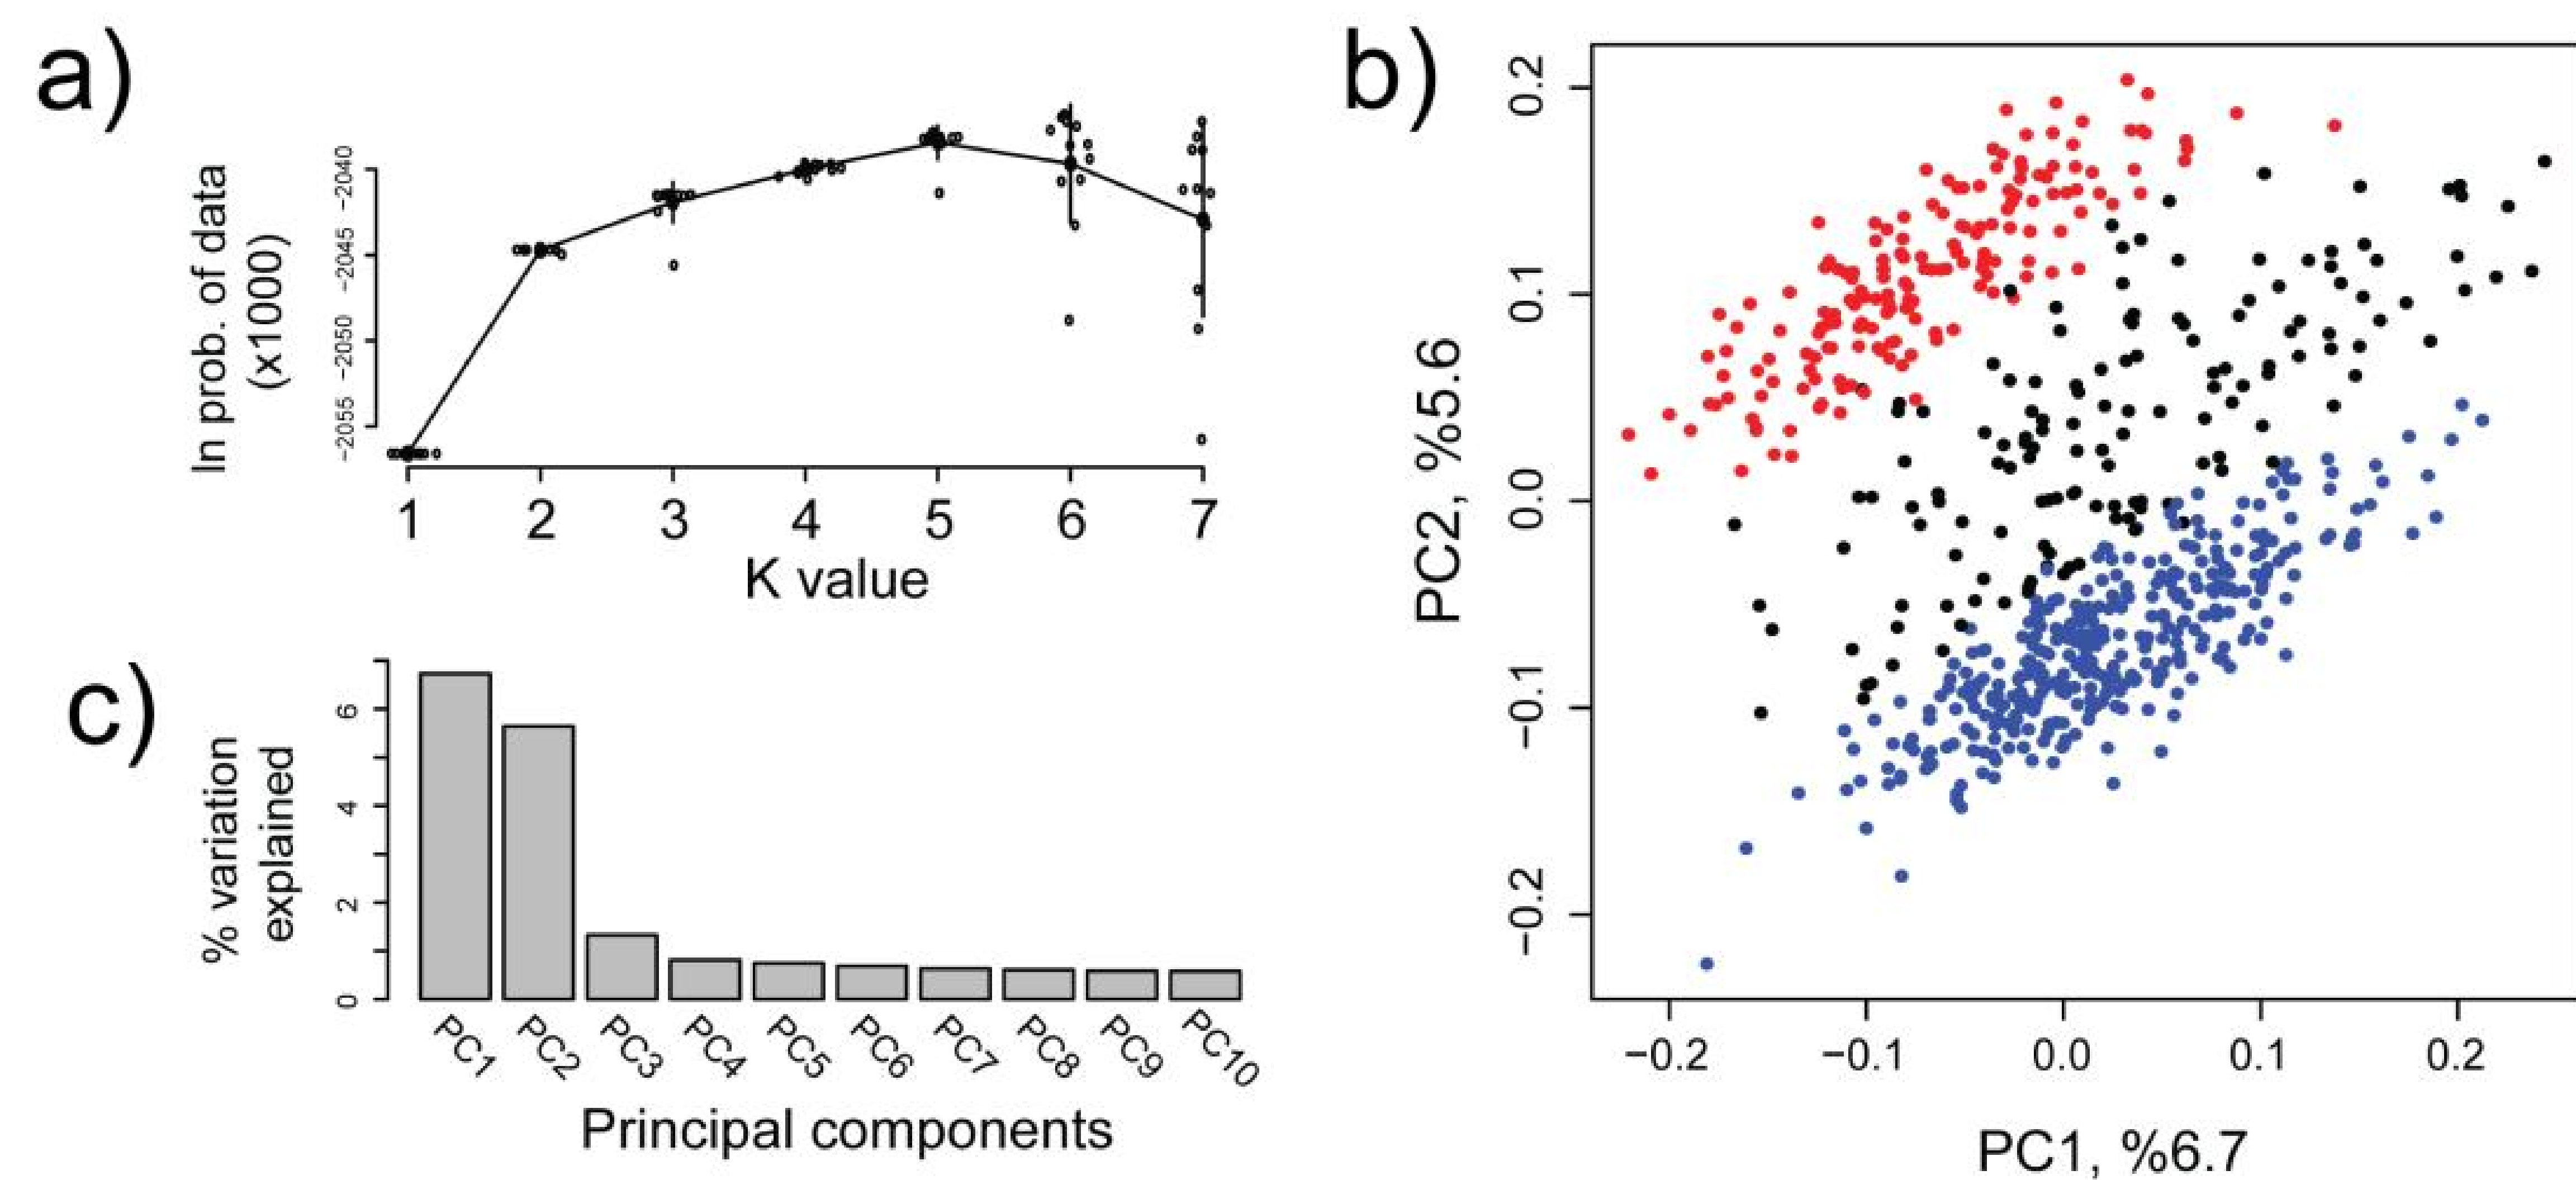 a)
ln prob. of data
(x1000)
−2040
−2045
−2050
−2055
1 2 3 4 5 6 7
K value
b)
PC2, %5.6
0.2
0.1
0.0
−0.1
−0.2
−0.2 −0.1 0.0 0.1 0.2
PC1, %6.7
c)
% variation
explained
6
4
2
0
PC1 PC2 PC3 PC4 PC5 PC6 PC7 PC8 PC9 PC10
Principal components